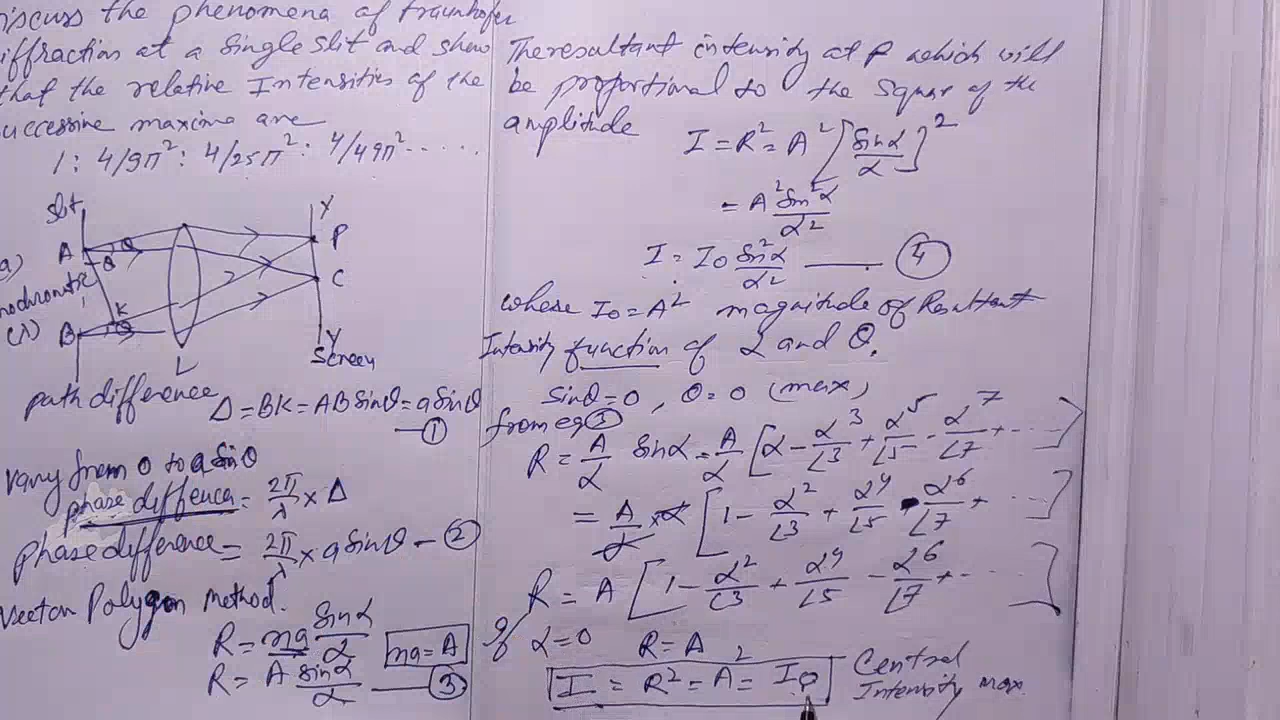 iscuss the phenomena of fraunhofer
iffraction at a single slit and show
that the relative Intensities of the
uccessive maxima are
1 : 4/9π² : 4/25π² : 4/49π² ......
Slit
X
A θ
P
θ
a)
C
nochromatic
K
(λ)
B θ
Y
L
Screen
path difference Δ = BK = AB sinθ = a sinθ
—①
vary from 0 to a sinθ
phase diffenca = 2π/λ × Δ
phase difference = 2π/λ × a sinθ - ②
vector Polygon method.
R = na sinα/α
na = A
R = A sinα/α —③
The resultant intensity at P which will
be proportional to the square of the
amplitude
I = R² = A² [sinα/α]²
= A² sin²α/α²
I = I0 sin²α/α² —④
where I0 = A² magnitude of Resultant
Intensity function of α and θ.
sinθ = 0 , θ = 0 (max)
from eq ③
R = A/α sinα = A/α [α - α³/∟3 + α⁵/∟5 - α⁷/∟7 + ....]
= A/α × α [1 - α²/∟3 + α⁴/∟5 - α⁶/∟7 + ....]
R = A [1 - α²/∟3 + α⁴/∟5 - α⁶/∟7 + ...]
If α = 0 R = A
I = R² = A² = I0
Central
Intensity max